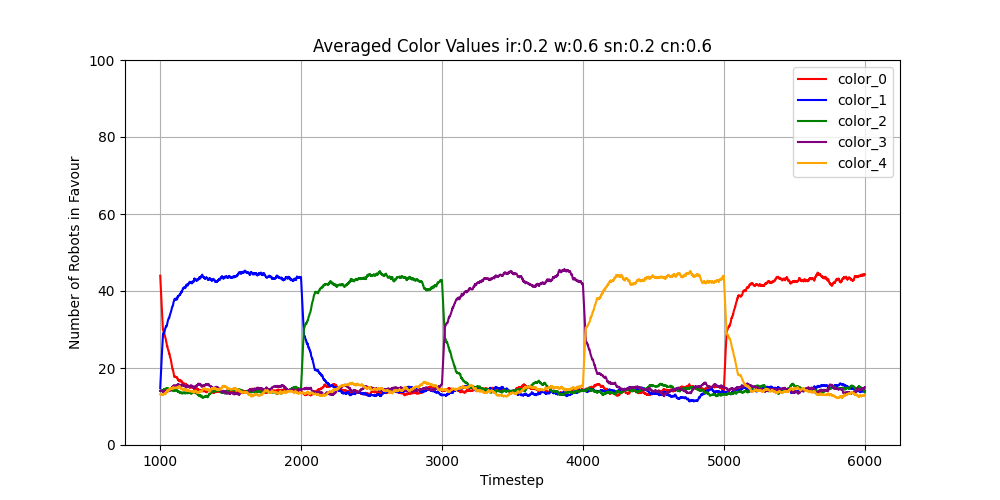 Averaged Color Values ir:0.2 w:0.6 sn:0.2 cn:0.6
100
80
60
40
20
0
Number of Robots in Favour
color_0
color_1
color_2
color_3
color_4
1000 2000 3000 4000 5000 6000
Timestep